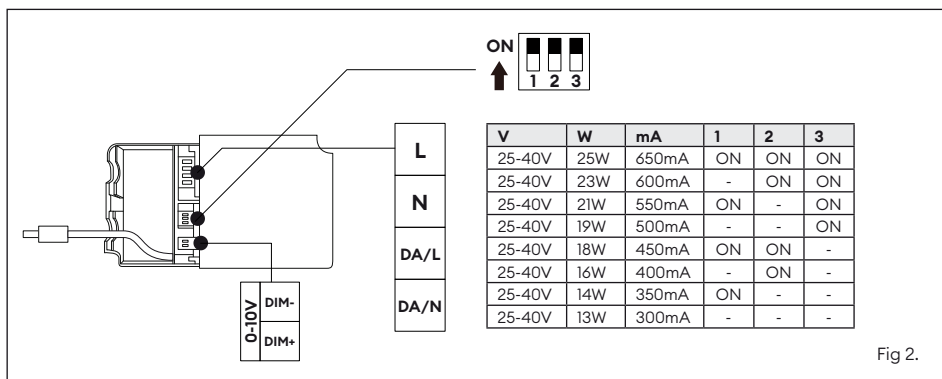 ON
1 2 3
L
N
DA/L
DA/N
0-10V
DIM-
DIM+
V W mA 1 2 3
25-40V 25W 650mA ON ON ON
25-40V 23W 600mA - ON ON
25-40V 21W 550mA ON - ON
25-40V 19W 500mA - - ON
25-40V 18W 450mA ON ON -
25-40V 16W 400mA - ON -
25-40V 14W 350mA ON - -
25-40V 13W 300mA - - -
Fig 2.